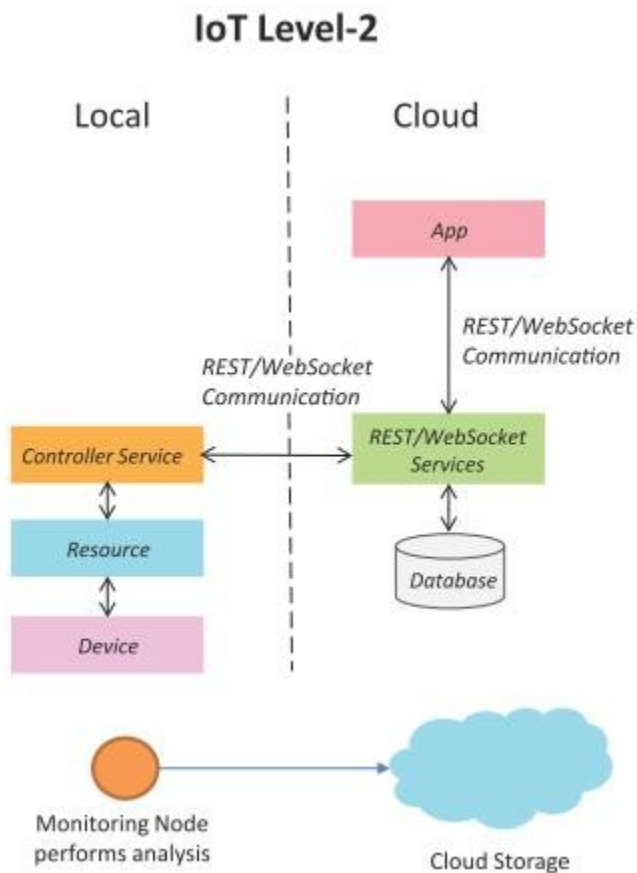 IoT Level-2
Local
Cloud
App
REST/WebSocket
Communication
REST/WebSocket
Communication
Controller Service
REST/WebSocket
Services
Resource
Database
Device
Monitoring Node
performs analysis
Cloud Storage